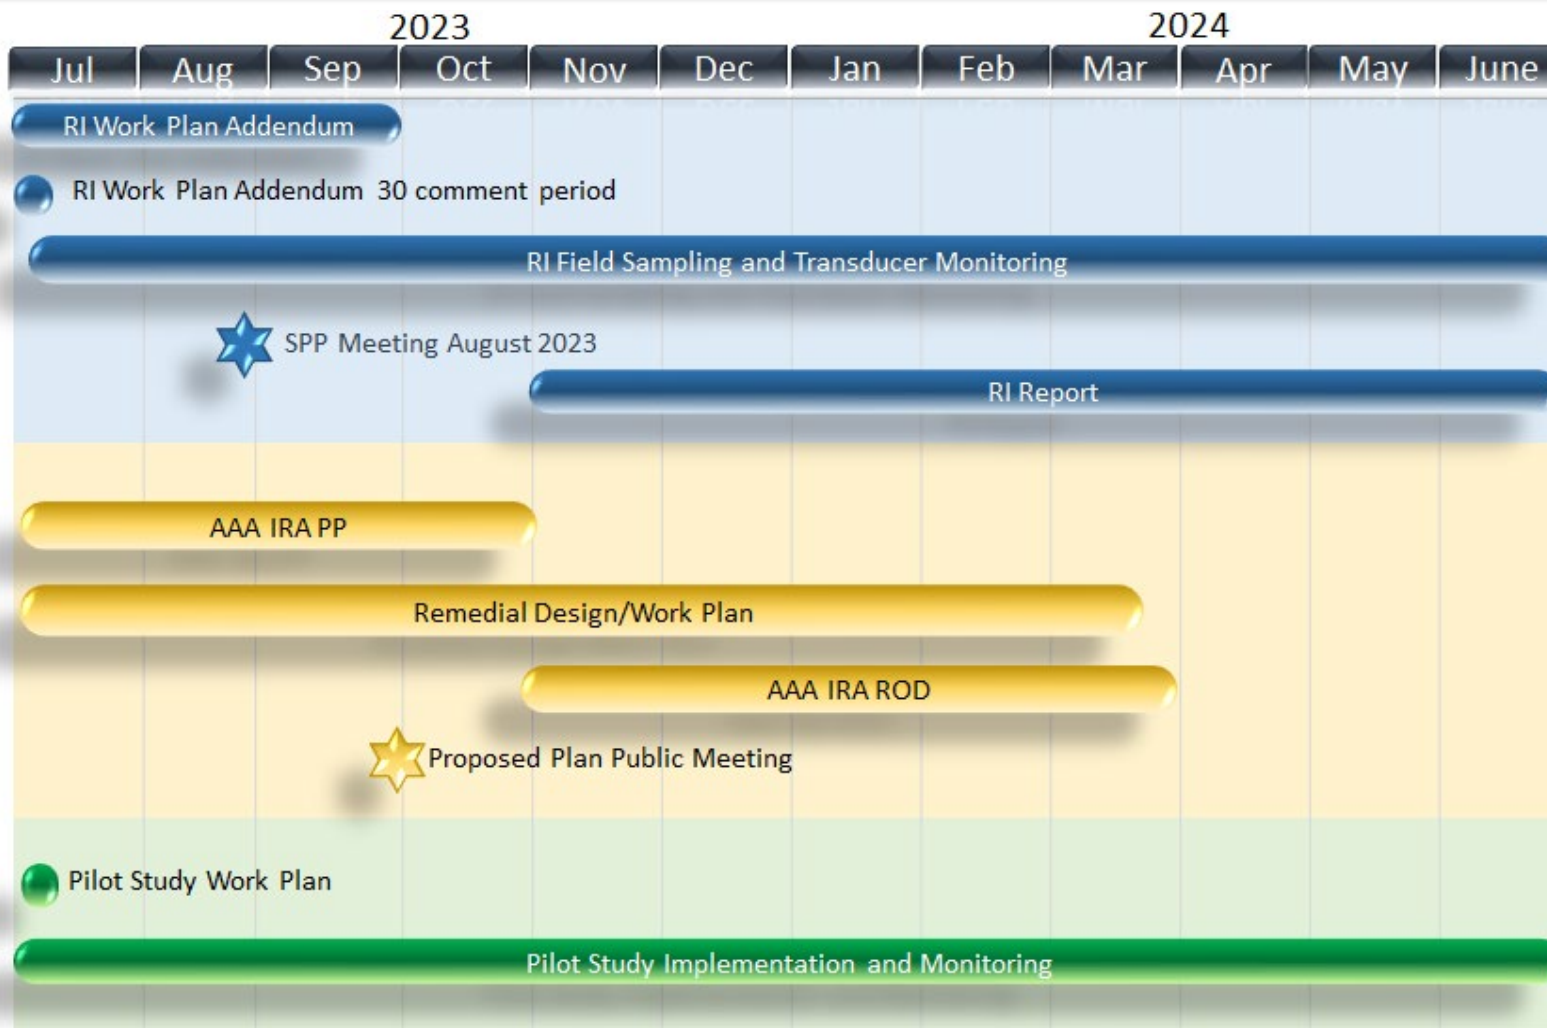 2023 2024
Jul Aug Sep Oct Nov Dec Jan Feb Mar Apr May June
RI Work Plan Addendum
RI Work Plan Addendum 30 comment period
RI Field Sampling and Transducer Monitoring
SPP Meeting August 2023
RI Report
AAA IRA PP
Remedial Design/Work Plan
AAA IRA ROD
Proposed Plan Public Meeting
Pilot Study Work Plan
Pilot Study Implementation and Monitoring